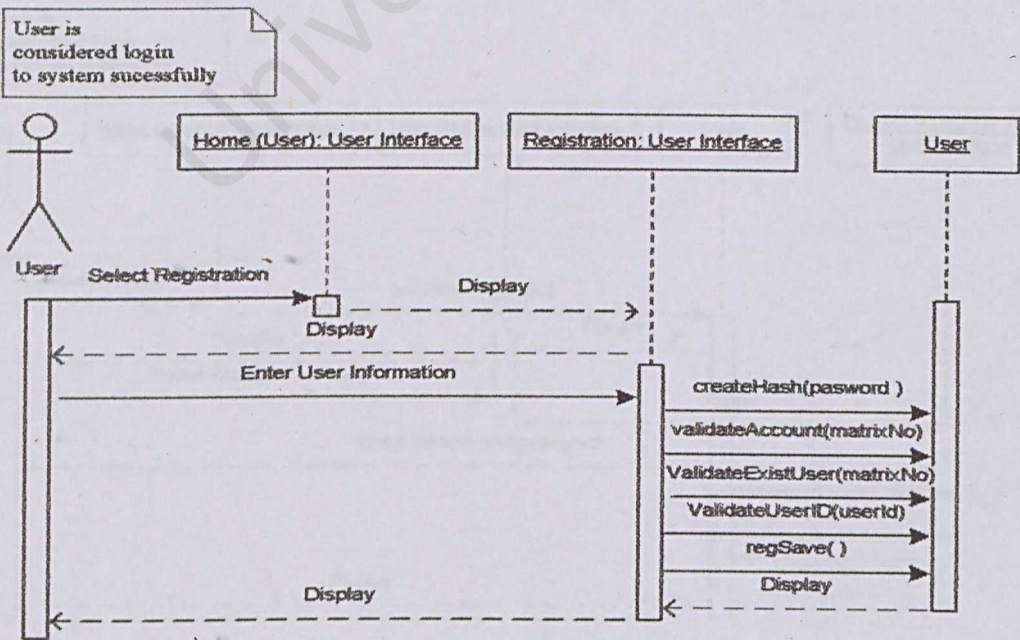 User is
considered login
to system sucessfully
Home (User): User Interface
Registration: User Interface
User
User
Select Registration
Display
Display
Enter User Information
createHash(pasword )
validateAccount(matrixNo)
ValidateExistUser(matrixNo)
ValidateUserID(userId)
regSave( )
Display
Display
Unive